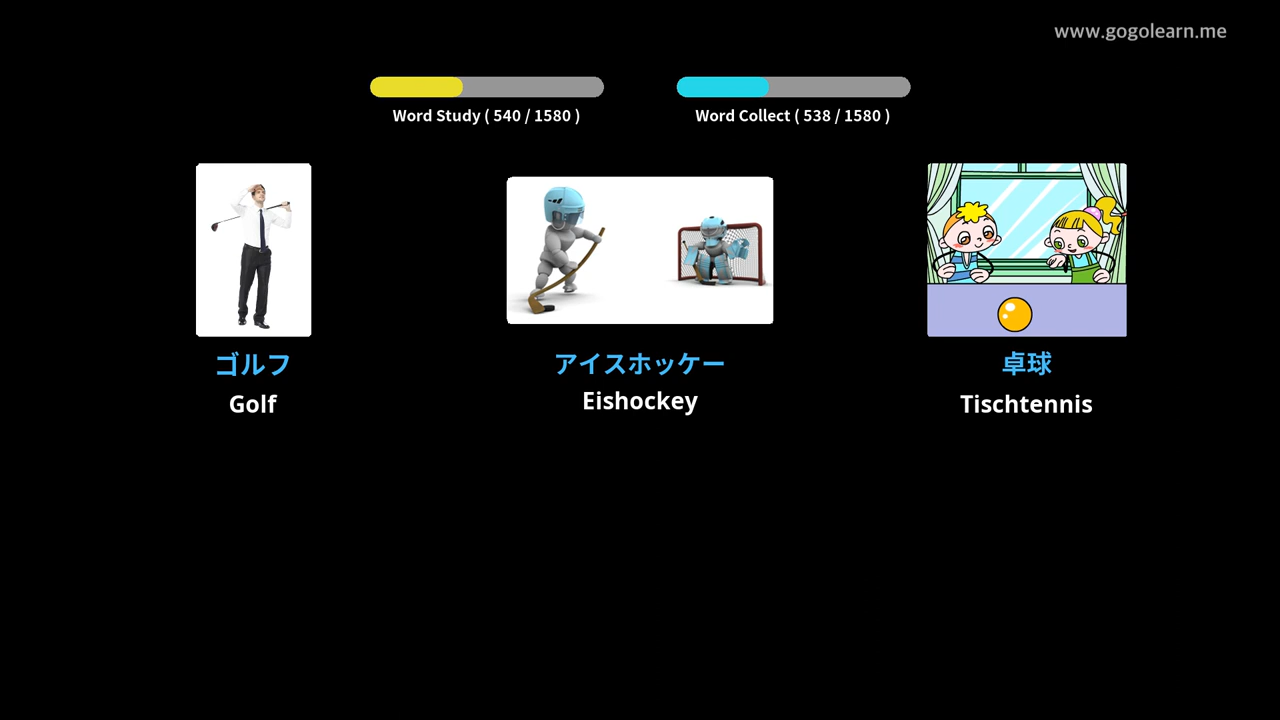 www.gogolearn.me
Word Study ( 540 / 1580 )
Word Collect ( 538 / 1580 )
ゴルフ
アイスホッケー
卓球
Golf
Eishockey
Tischtennis